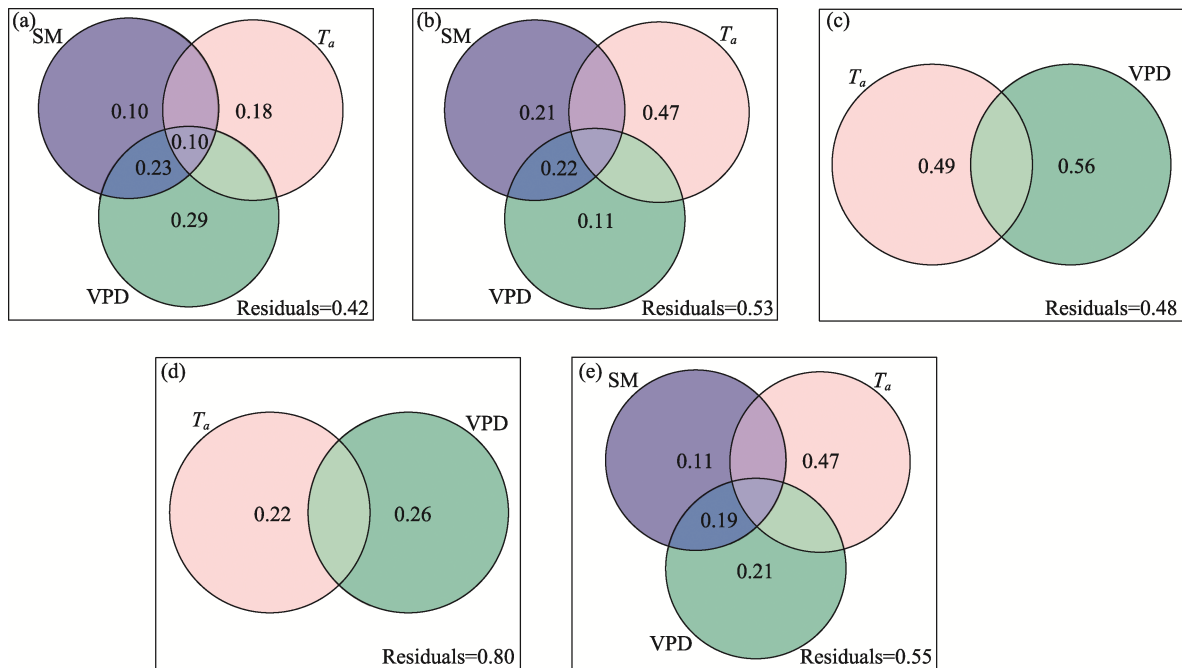 (a)
SM
Tₐ
0.10
0.18
0.10
0.23
0.29
VPD
Residuals=0.42
(b)
SM
Tₐ
0.21
0.47
0.22
0.11
VPD
Residuals=0.53
(c)
Tₐ
VPD
0.49
0.56
Residuals=0.48
(d)
Tₐ
VPD
0.22
0.26
Residuals=0.80
(e)
SM
Tₐ
0.11
0.47
0.19
0.21
VPD
Residuals=0.55